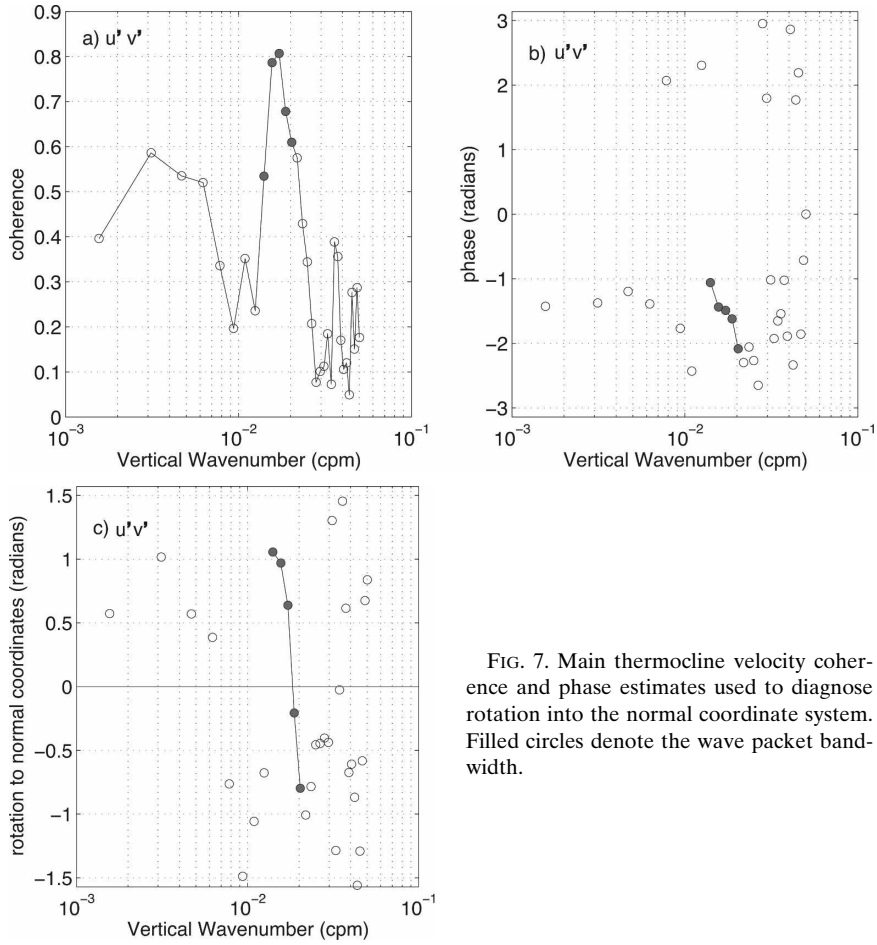 a) u' v'
0.9
0.8
0.7
0.6
0.5
0.4
0.3
0.2
0.1
0
coherence
10⁻³
10⁻²
10⁻¹
Vertical Wavenumber (cpm)
b) u'v'
3
2
1
0
−1
−2
−3
phase (radians)
10⁻³
10⁻²
10⁻¹
Vertical Wavenumber (cpm)
c) u'v'
1.5
1
0.5
0
−0.5
−1
−1.5
rotation to normal coordinates (radians)
10⁻³
10⁻²
10⁻¹
Vertical Wavenumber (cpm)
FIG. 7. Main thermocline velocity coher-
ence and phase estimates used to diagnose
rotation into the normal coordinate system.
Filled circles denote the wave packet band-
width.